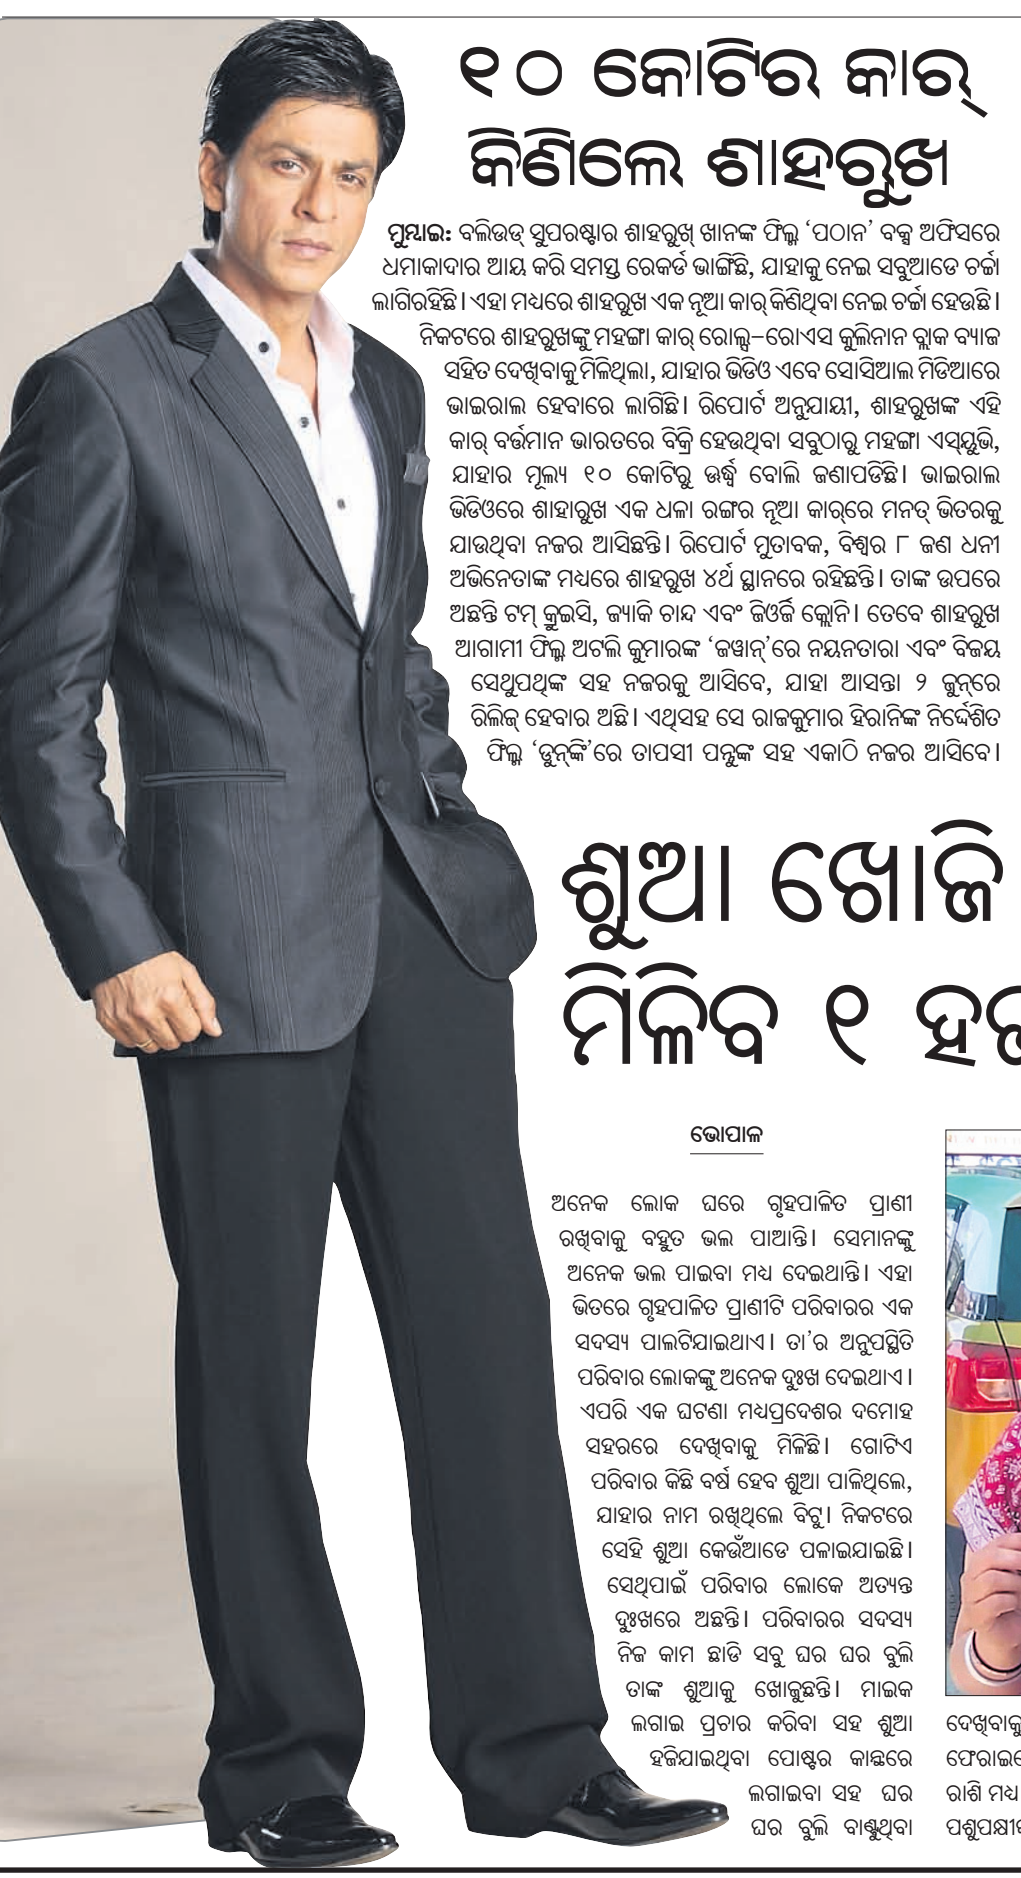 ୧୦ କୋଟିର କାର୍
କିଣିଲେ ଶାହରୁଖ
ମୁମ୍ବାଇ: ବଲିଉଡ୍ ସୁପରଷ୍ଟାର ଶାହରୁଖ୍ ଖାନଙ୍କ ଫିଲ୍ମ ‘ପଠାନ’ ବକ୍ସ ଅଫିସରେ
ଧମାକାଦାର ଆୟ କରି ସମସ୍ତ ରେକର୍ଡ ଭାଙ୍ଗିଛି, ଯାହାକୁ ନେଇ ସବୁଆଡେ ଚର୍ଚ୍ଚା
ଲାଗିରହିଛି। ଏହା ମଧ୍ୟରେ ଶାହରୁଖ ଏକ ନୂଆ କାର୍ କିଣିଥିବା ନେଇ ଚର୍ଚ୍ଚା ହେଉଛି।
ନିକଟରେ ଶାହରୁଖଙ୍କୁ ମହଙ୍ଗା କାର୍ ରୋଲ୍ସ–ରୋଏସ କୁଲିନାନ ବ୍ଲାକ ବ୍ୟାଜ
ସହିତ ଦେଖିବାକୁ ମିଳିଥିଲା, ଯାହାର ଭିଡିଓ ଏବେ ସୋସିଆଲ ମିଡିଆରେ
ଭାଇରାଲ ହେବାରେ ଲାଗିଛି। ରିପୋର୍ଟ ଅନୁଯାୟୀ, ଶାହରୁଖଙ୍କ ଏହି
କାର୍ ବର୍ତ୍ତମାନ ଭାରତରେ ବିକ୍ରି ହେଉଥିବା ସବୁଠାରୁ ମହଙ୍ଗା ଏସ୍‌ୟୁଭି,
ଯାହାର ମୂଲ୍ୟ ୧୦ କୋଟିରୁ ଊର୍ଦ୍ଧ୍ୱ ବୋଲି ଜଣାପଡିଛି। ଭାଇରାଲ
ଭିଡିଓରେ ଶାହାରୁଖ ଏକ ଧଳା ରଙ୍ଗର ନୂଆ କାର୍‌ରେ ମନତ୍ ଭିତରକୁ
ଯାଉଥିବା ନଜର ଆସିଛନ୍ତି। ରିପୋର୍ଟ ମୁତାବକ, ବିଶ୍ୱର ୮ ଜଣ ଧନୀ
ଅଭିନେତାଙ୍କ ମଧ୍ୟରେ ଶାହରୁଖ ୪ର୍ଥ ସ୍ଥାନରେ ରହିଛନ୍ତି। ତାଙ୍କ ଉପରେ
ଅଛନ୍ତି ଟମ୍ କ୍ରୁଇସି, ଜ୍ୟାକି ଚାନ୍ଦ ଏବଂ ଜିଓର୍ଜି କ୍ଲୋନି। ତେବେ ଶାହରୁଖ
ଆଗାମୀ ଫିଲ୍ମ ଅଟଲି କୁମାରଙ୍କ ‘ଜୱାନ୍’ରେ ନୟନତାରା ଏବଂ ବିଜୟ
ସେଥୁପଥିଙ୍କ ସହ ନଜରକୁ ଆସିବେ, ଯାହା ଆସନ୍ତା ୨ ଜୁନ୍‌ରେ
ରିଲିଜ୍ ହେବାର ଅଛି। ଏଥିସହ ସେ ରାଜକୁମାର ହିରାନିଙ୍କ ନିର୍ଦ୍ଦେଶିତ
ଫିଲ୍ମ ‘ଡୁନ୍‌କି’ରେ ତାପସୀ ପନ୍ନୁଙ୍କ ସହ ଏକାଠି ନଜର ଆସିବେ।
ଶୁଆ ଖୋଜି
ମିଳିବ ୧
ଭୋପାଳ
ଅନେକ ଲୋକ ଘରେ ଗୃହପାଳିତ ପ୍ରାଣୀ
ରଖିବାକୁ ବହୁତ ଭଲ ପାଆନ୍ତି। ସେମାନଙ୍କୁ
ଅନେକ ଭଲ ପାଇବା ମଧ୍ୟ ଦେଇଥାନ୍ତି। ଏହା
ଭିତରେ ଗୃହପାଳିତ ପ୍ରାଣୀଟି ପରିବାରର ଏକ
ସଦସ୍ୟ ପାଲଟିଯାଇଥାଏ। ତା’ର ଅନୁପସ୍ଥିତି
ପରିବାର ଲୋକଙ୍କୁ ଅନେକ ଦୁଃଖ ଦେଇଥାଏ।
ଏପରି ଏକ ଘଟଣା ମଧ୍ୟପ୍ରଦେଶର ଦମୋହ
ସହରରେ ଦେଖିବାକୁ ମିଳିଛି। ଗୋଟିଏ
ପରିବାର କିଛି ବର୍ଷ ହେବ ଶୁଆ ପାଳିଥିଲେ,
ଯାହାର ନାମ ରଖିଥିଲେ ବିଟୁ। ନିକଟରେ
ସେହି ଶୁଆ କେଉଁଆଡେ ପଳାଇଯାଇଛି।
ସେଥିପାଇଁ ପରିବାର ଲୋକେ ଅତ୍ୟନ୍ତ
ଦୁଃଖରେ ଅଛନ୍ତି। ପରିବାରର ସଦସ୍ୟ
ନିଜ କାମ ଛାଡି ସବୁ ଘର ଘର ବୁଲି
ତାଙ୍କ ଶୁଆକୁ ଖୋଜୁଛନ୍ତି। ମାଇକ
ଲଗାଇ ପ୍ରଚାର କରିବା ସହ ଶୁଆ
ହଜିଯାଇଥିବା ପୋଷ୍ଟର କାନ୍ଥରେ
ଲଗାଇବା ସହ ଘର
ଘର ବୁଲି ବାଣ୍ଟୁଥିବା
ଦେଖିବାକୁ
ରାଶି ମଧ୍ୟ